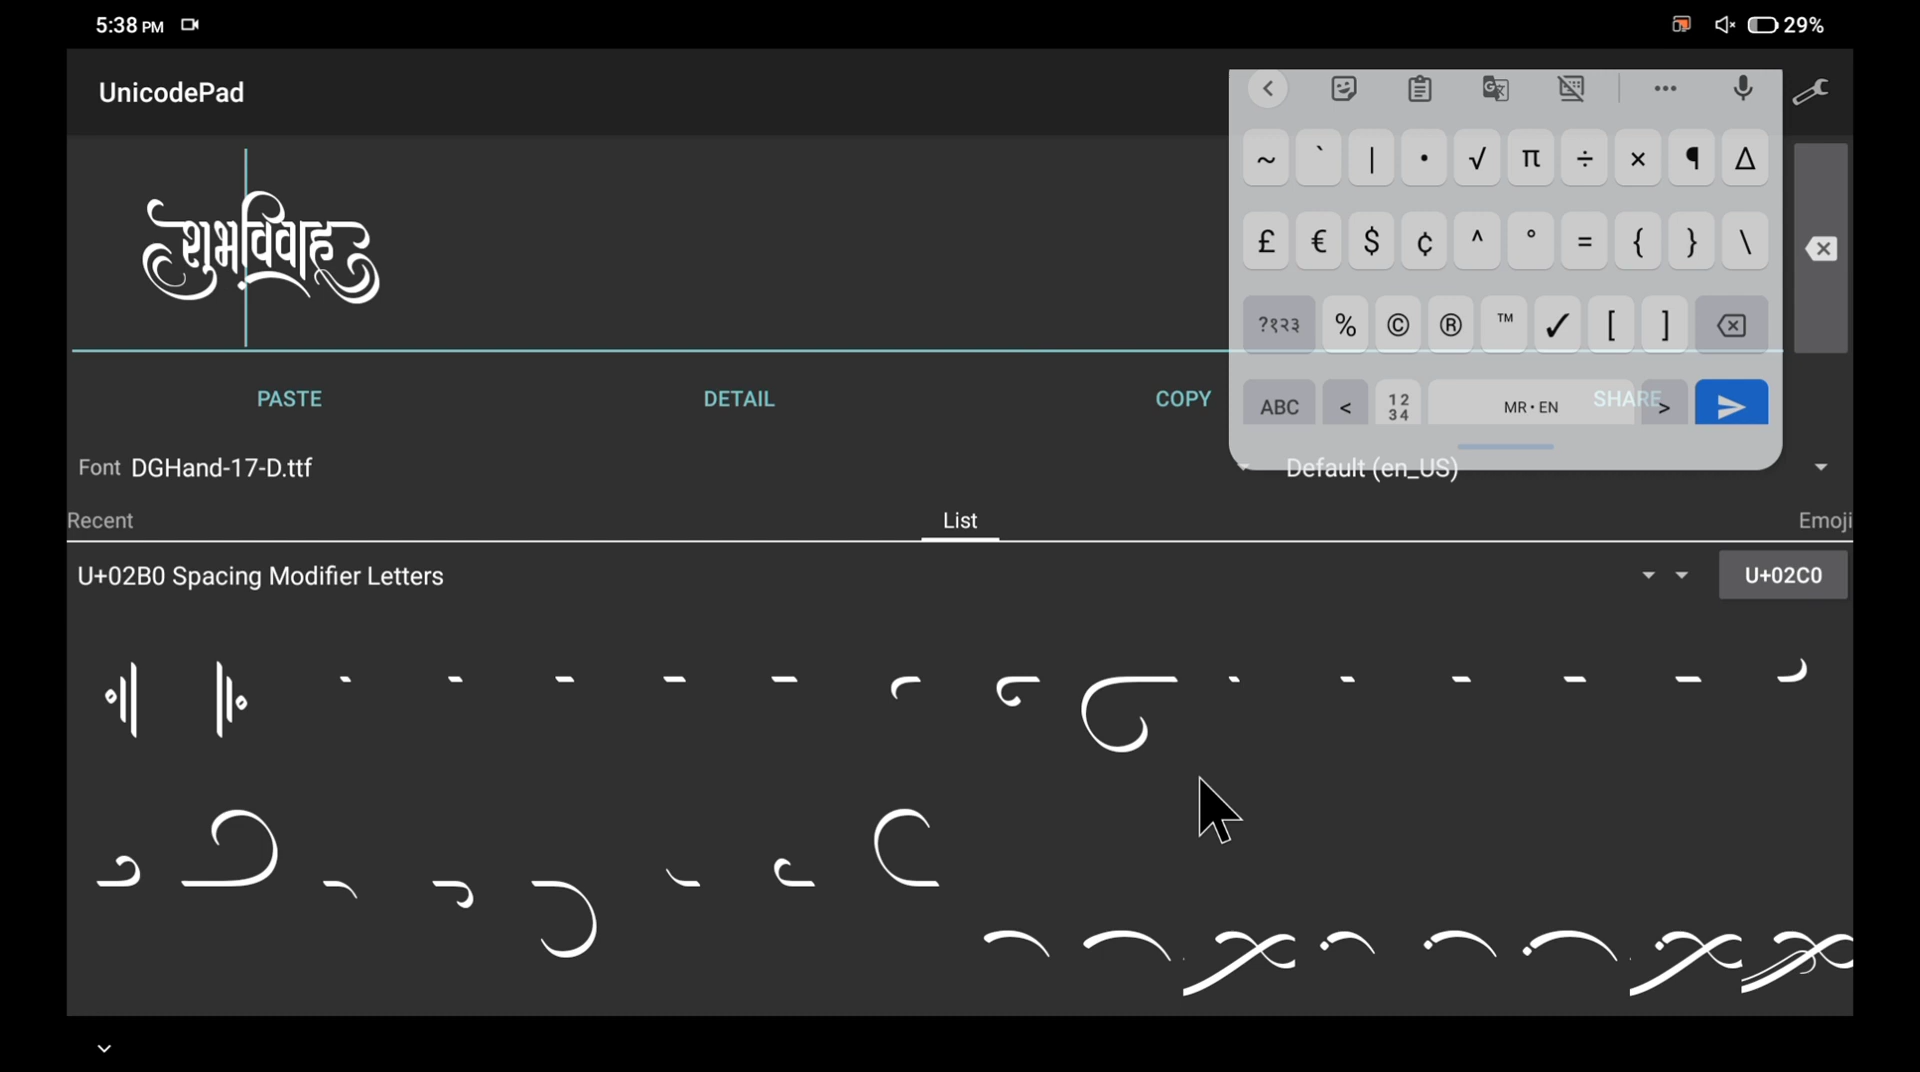 5:38 PM 29%
UnicodePad
शुभविवाह
~ ` | • √ π ÷ × ¶ Δ
£ € $ ¢ ^ ° = { } \
?१२३ % © ® ™ ✓ [ ]
ABC < 12 34 MR • EN >
PASTE DETAIL COPY SHARE
Font DGHand-17-D.ttf Default (en_US)
Recent List Emoji
U+02B0 Spacing Modifier Letters U+02C0